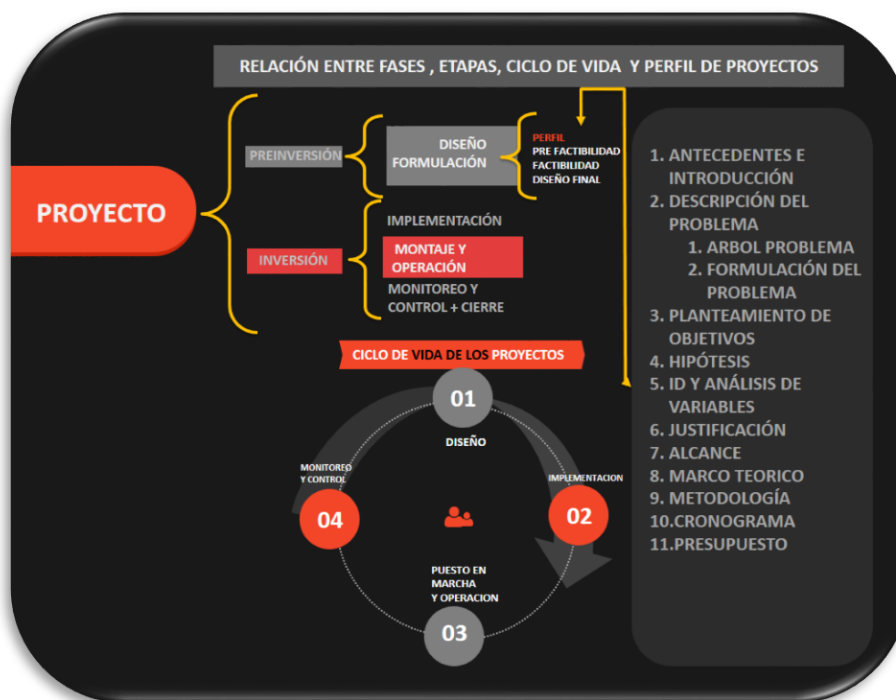 RELACIÓN ENTRE FASES , ETAPAS, CICLO DE VIDA Y PERFIL DE PROYECTOS
PROYECTO
PREINVERSIÓN
DISEÑO
FORMULACIÓN
PERFIL
PRE FACTIBILIDAD
FACTIBILIDAD
DISEÑO FINAL
INVERSIÓN
IMPLEMENTACIÓN
MONTAJE Y
OPERACIÓN
MONITOREO Y
CONTROL + CIERRE
1. ANTECEDENTES E
INTRODUCCIÓN
2. DESCRIPCIÓN DEL
PROBLEMA
1. ARBOL PROBLEMA
2. FORMULACIÓN DEL
PROBLEMA
3. PLANTEAMIENTO DE
OBJETIVOS
4. HIPÓTESIS
5. ID Y ANÁLISIS DE
VARIABLES
6. JUSTIFICACIÓN
7. ALCANCE
8. MARCO TEORICO
9. METODOLOGÍA
10.CRONOGRAMA
11.PRESUPUESTO
CICLO DE VIDA DE LOS PROYECTOS
01
DISEÑO
IMPLEMENTACION
02
PUESTO EN
MARCHA
Y OPERACION
03
MONITOREO
Y CONTROL
04